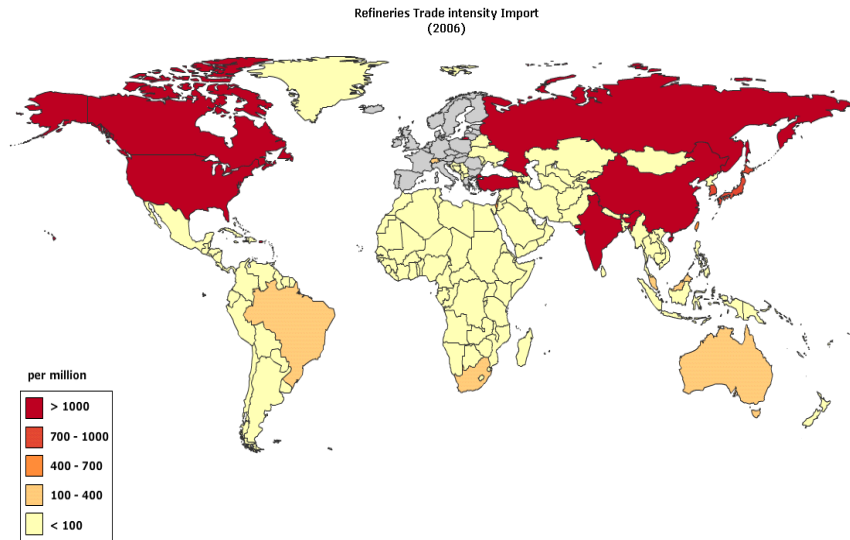 Refineries Trade intensity Import
(2006)
per million
> 1000
700 - 1000
400 - 700
100 - 400
< 100